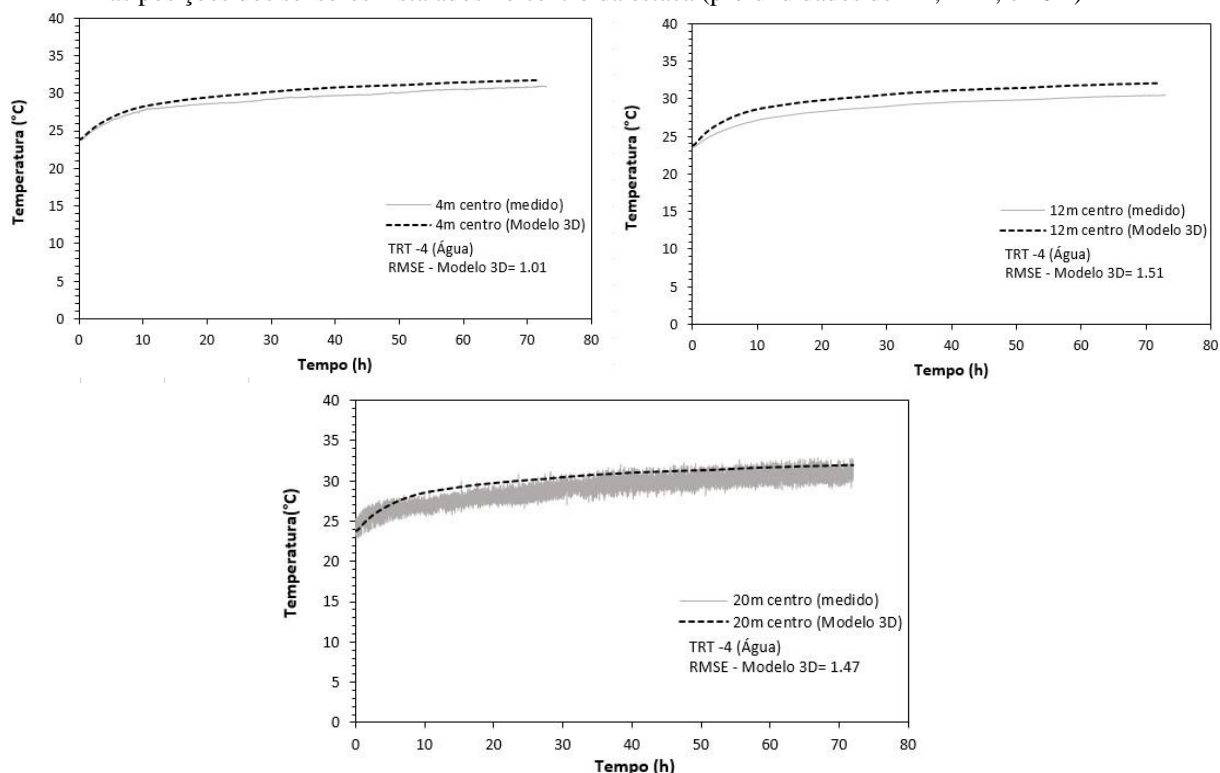 40
35
30
25
20
15
10
5
0
Temperatura (°C)
4m centro (medido)
4m centro (Modelo 3D)
TRT -4 (Água)
RMSE - Modelo 3D= 1.01
0 10 20 30 40 50 60 70 80
Tempo (h)
40
35
30
25
20
15
10
5
0
Temperatura (°C)
12m centro (medido)
12m centro (Modelo 3D)
TRT -4 (Água)
RMSE - Modelo 3D= 1.51
0 10 20 30 40 50 60 70 80
Tempo (h)
40
35
30
25
20
15
10
5
0
Temperatura(°C)
20m centro (medido)
20m centro (Modelo 3D)
TRT -4 (Água)
RMSE - Modelo 3D= 1.47
0 10 20 30 40 50 60 70 80
Tempo (h)